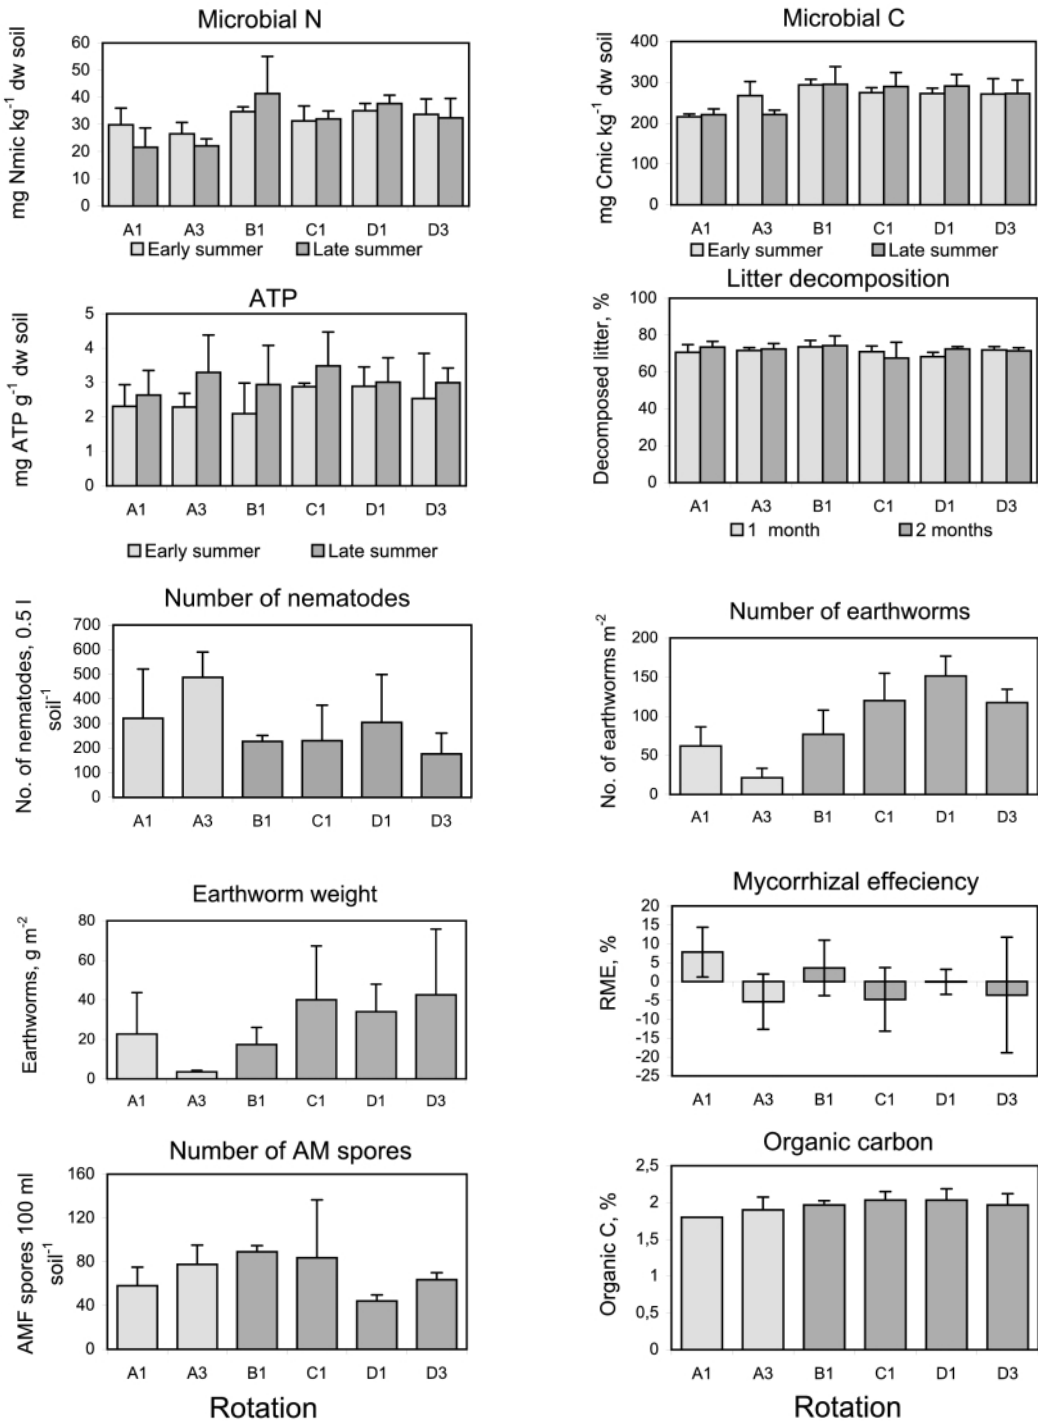 Microbial N
mg Nmic kg⁻¹ dw soil
60
50
40
30
20
10
0
A1 A3 B1 C1 D1 D3
Early summer Late summer
Microbial C
mg Cmic kg⁻¹ dw soil
400
300
200
100
0
A1 A3 B1 C1 D1 D3
Early summer Late summer
ATP
mg ATP g⁻¹ dw soil
5
4
3
2
1
0
A1 A3 B1 C1 D1 D3
Early summer Late summer
Litter decomposition
Decomposed litter, %
100
80
60
40
20
0
A1 A3 B1 C1 D1 D3
1 month 2 months
Number of nematodes
No. of nematodes, 0.5 l
soil⁻¹
700
600
500
400
300
200
100
0
A1 A3 B1 C1 D1 D3
Number of earthworms
No. of earthworms m⁻²
200
150
100
50
0
A1 A3 B1 C1 D1 D3
Earthworm weight
Earthworms, g m⁻²
80
60
40
20
0
A1 A3 B1 C1 D1 D3
Mycorrhizal effeciency
RME, %
20
15
10
5
0
-5
-10
-15
-20
-25
A1 A3 B1 C1 D1 D3
Number of AM spores
AMF spores 100 ml
soil⁻¹
160
120
80
40
0
A1 A3 B1 C1 D1 D3
Rotation
Organic carbon
Organic C, %
2,5
2
1,5
1
0,5
0
A1 A3 B1 C1 D1 D3
Rotation